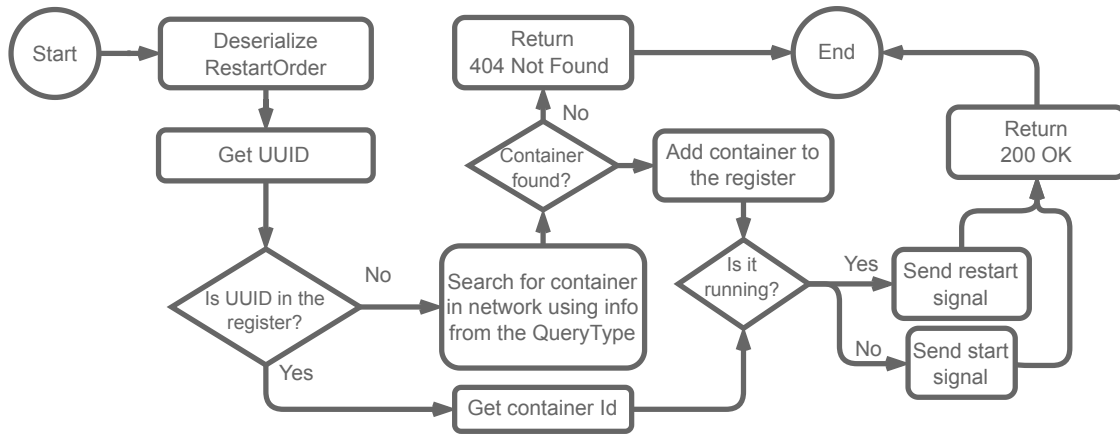 Start
Deserialize
RestartOrder
Get UUID
Is UUID in the
register?
No
Yes
Search for container
in network using info
from the QueryType
Get container Id
Container
found?
No
Return
404 Not Found
Add container to
the register
Is it
running?
Yes
Send restart
signal
No
Send start
signal
Return
200 OK
End